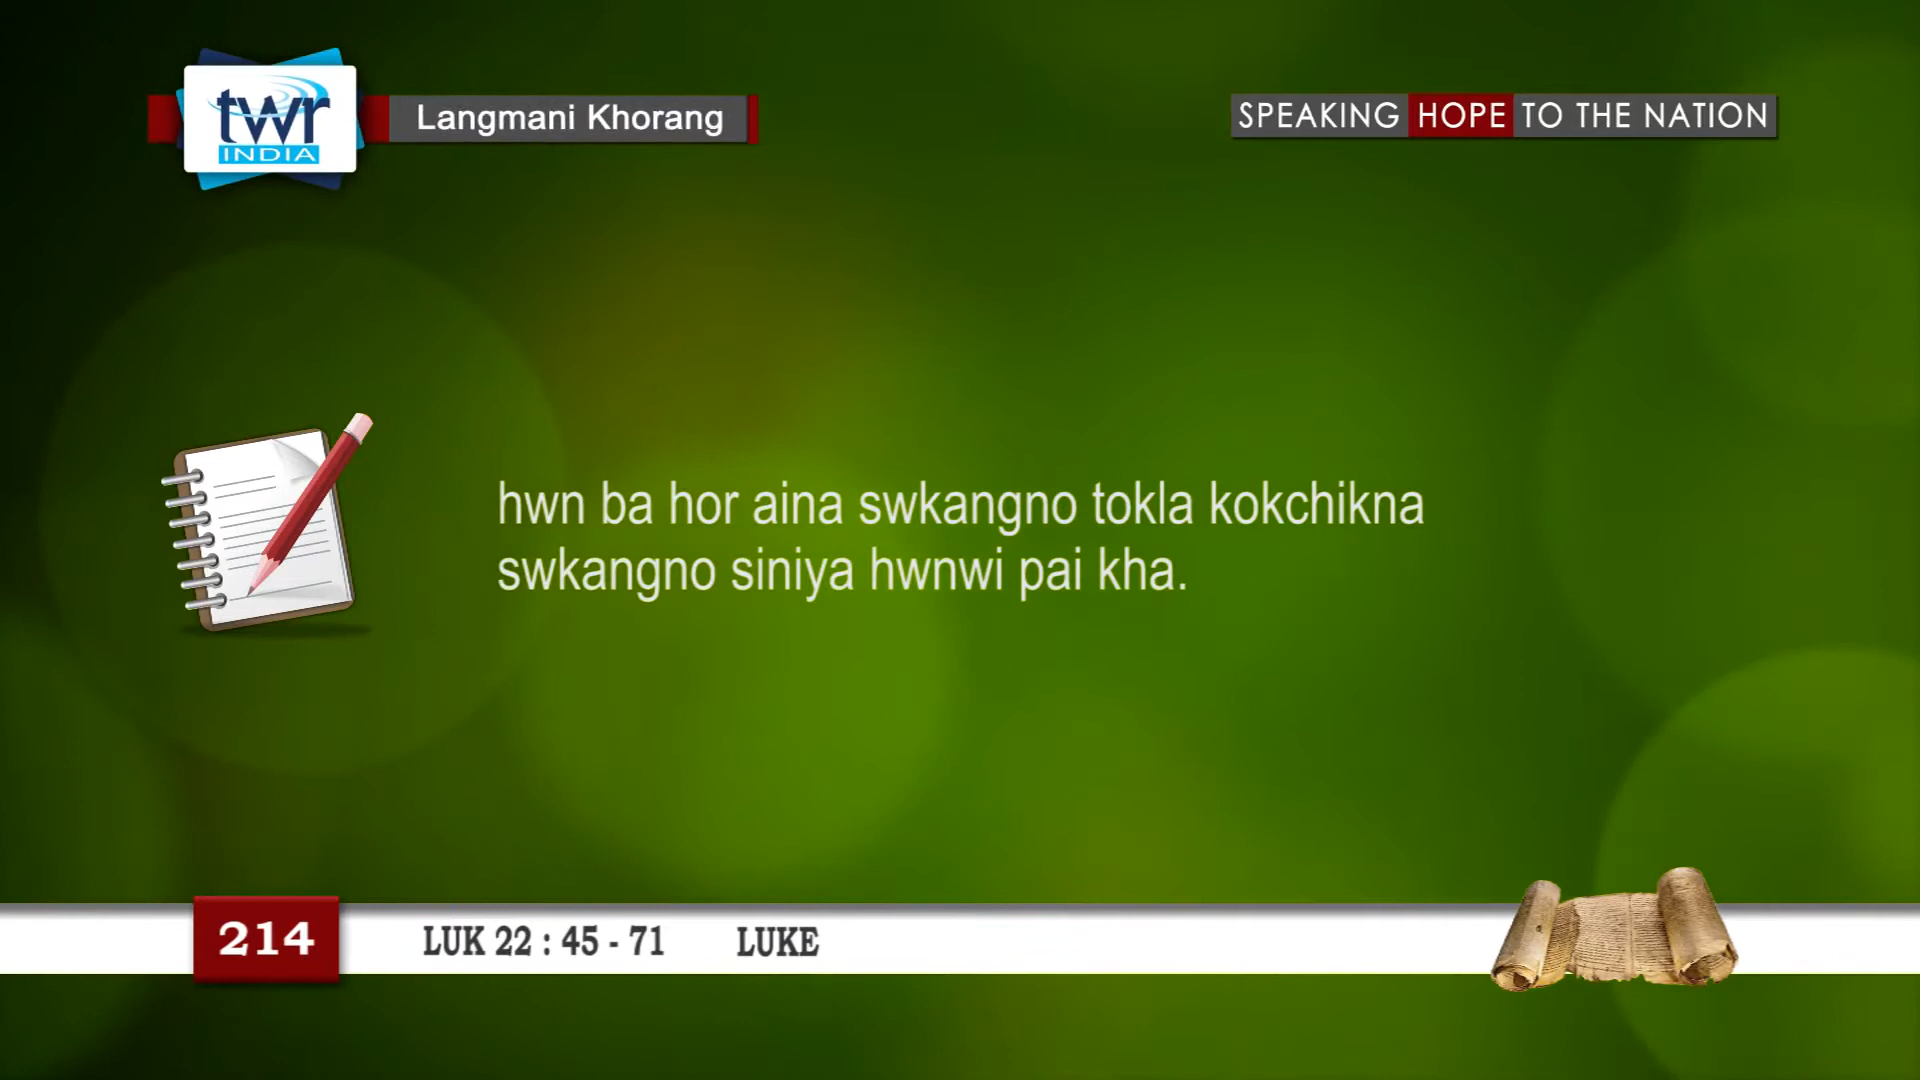 twr
INDIA
Langmani Khorang
SPEAKING HOPE TO THE NATION
hwn ba hor aina swkangno tokla kokchikna
swkangno siniya hwnwi pai kha.
214
LUK 22 : 45 - 71
LUKE